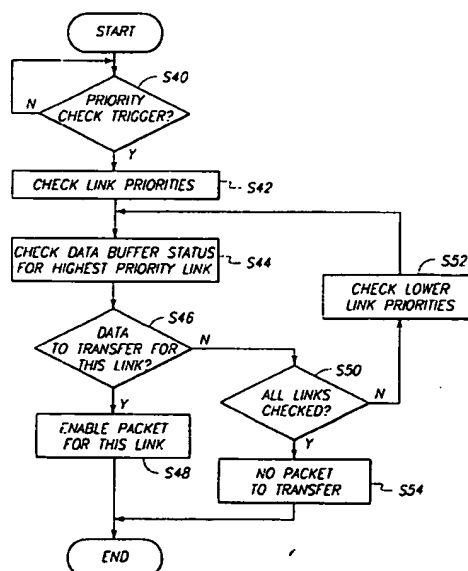 START
S40
PRIORITY
CHECK TRIGGER?
N
Y
CHECK LINK PRIORITIES
S42
CHECK DATA BUFFER STATUS
FOR HIGHEST PRIORITY LINK
S44
S52
CHECK LOWER
LINK PRIORITIES
S46
DATA
TO TRANSFER FOR
THIS LINK?
N
Y
S50
ALL LINKS
CHECKED?
N
Y
ENABLE PACKET
FOR THIS LINK
S48
NO PACKET
TO TRANSFER
S54
END